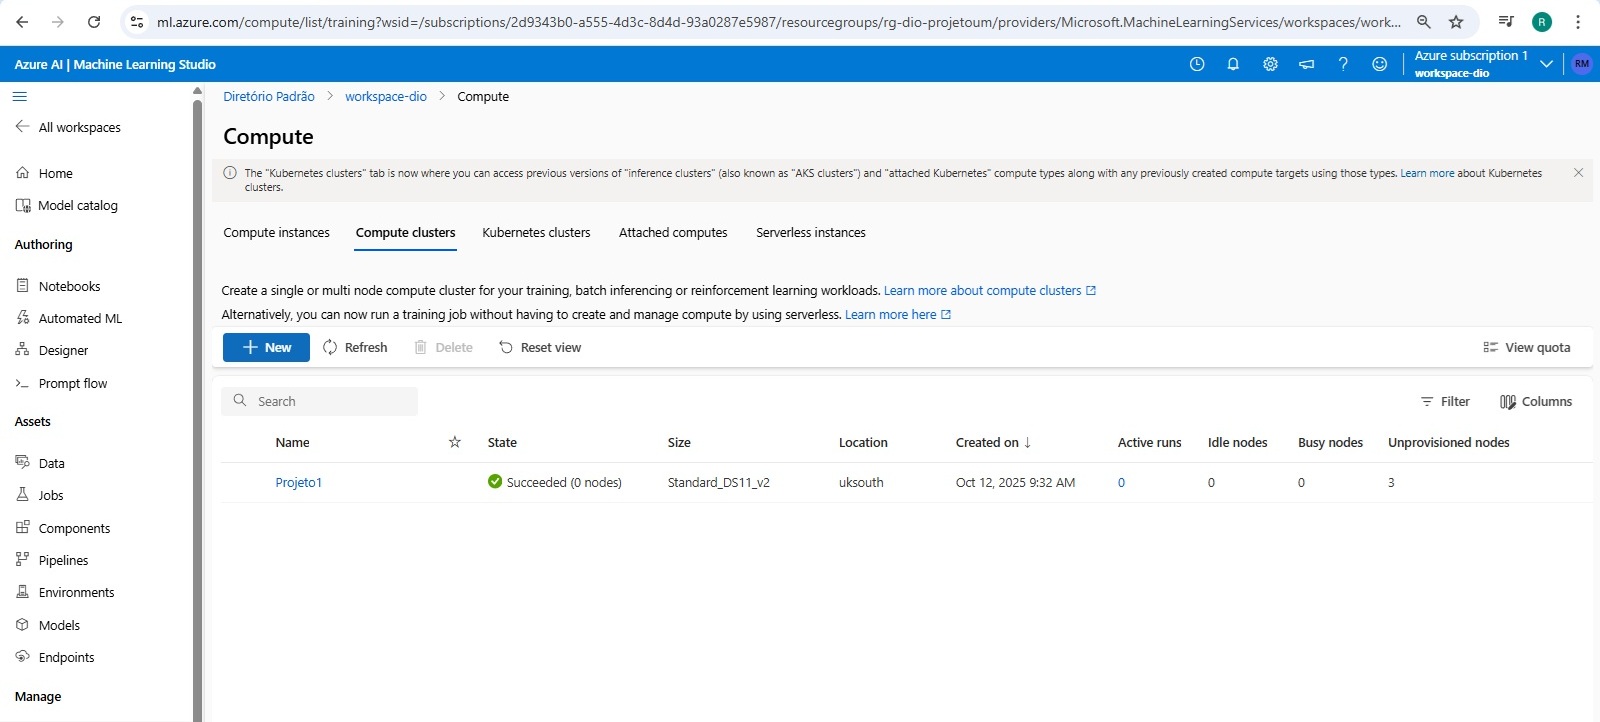 ml.azure.com/compute/list/training?wsid=/subscriptions/2d9343b0-a555-4d3c-8d4d-93a0287e5987/resourcegroups/rg-dio-projetoum/providers/Microsoft.MachineLearningServices/workspaces/work...
R
Azure AI | Machine Learning Studio
Azure subscription 1
workspace-dio
RM
All workspaces
Home
Model catalog
Authoring
Notebooks
Automated ML
Designer
Prompt flow
Assets
Data
Jobs
Components
Pipelines
Environments
Models
Endpoints
Manage
Diretório Padrão > workspace-dio > Compute
Compute
The "Kubernetes clusters" tab is now where you can access previous versions of "inference clusters" (also known as "AKS clusters") and "attached Kubernetes" compute types along with any previously created compute targets using those types. Learn more about Kubernetes
clusters.
Compute instances Compute clusters Kubernetes clusters Attached computes Serverless instances
Create a single or multi node compute cluster for your training, batch inferencing or reinforcement learning workloads. Learn more about compute clusters
Alternatively, you can now run a training job without having to create and manage compute by using serverless. Learn more here
New Refresh Delete Reset view View quota
Search Filter Columns
Name State Size Location Created on ↓ Active runs Idle nodes Busy nodes Unprovisioned nodes
Projeto1 Succeeded (0 nodes) Standard_DS11_v2 uksouth Oct 12, 2025 9:32 AM 0 0 0 3